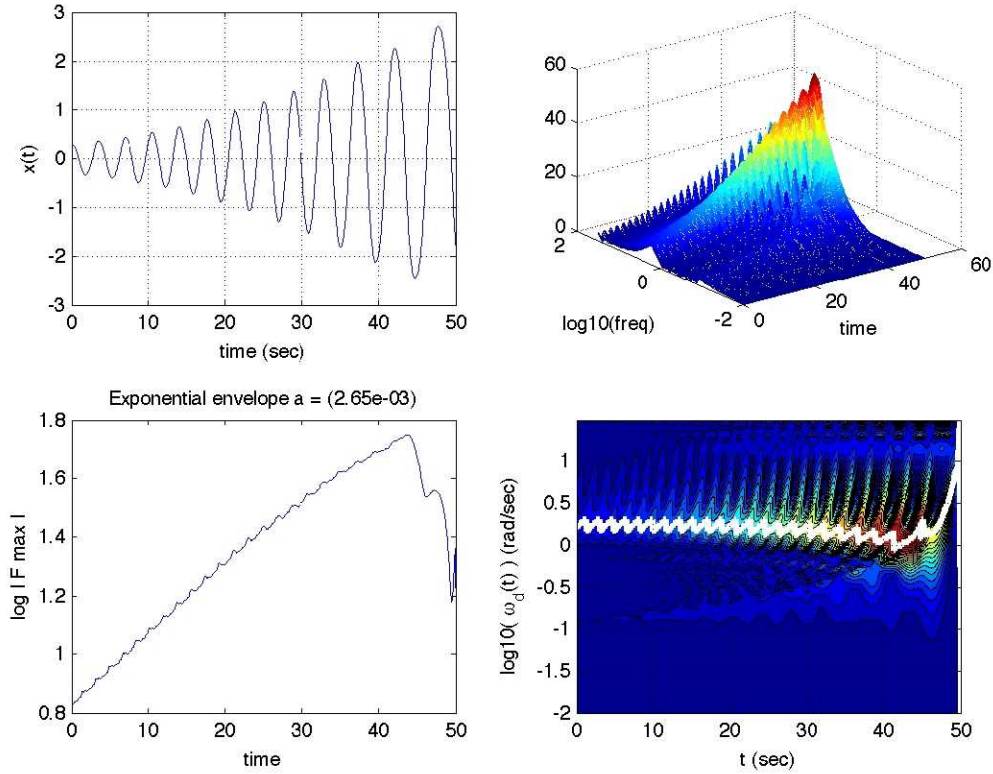 3
2
1
0
-1
-2
-3
0 10 20 30 40 50
x(t)
time (sec)
60
40
20
0
2
0
-2
0
20
40
60
log10(freq)
time
Exponential envelope a = (2.65e-03)
1.8
1.6
1.4
1.2
1
0.8
0 10 20 30 40 50
log | F max |
time
1
0.5
0
-0.5
-1
-1.5
-2
0 10 20 30 40 50
log10( ω_d(t) ) (rad/sec)
t (sec)